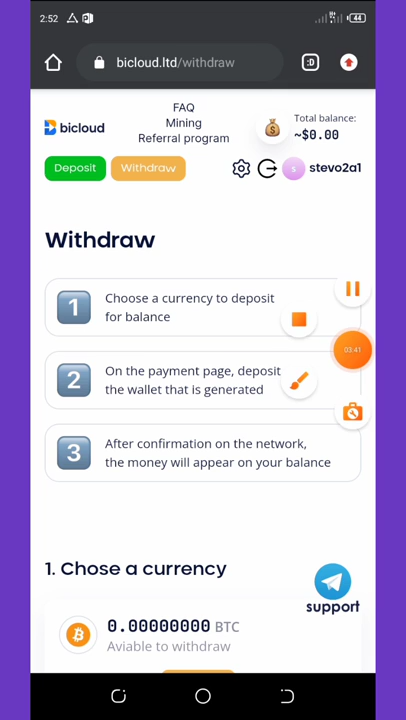 2:52
44
bicloud.ltd/withdraw
:D
bicloud
FAQ
Mining
Referral program
Total balance:
~$0.00
Deposit
Withdraw
s
stevo2a1
Withdraw
1
Choose a currency to deposit
for balance
03:41
2
On the payment page, deposit
the wallet that is generated
3
After confirmation on the network,
the money will appear on your balance
1. Chose a currency
support
0.00000000 BTC
Aviable to withdraw